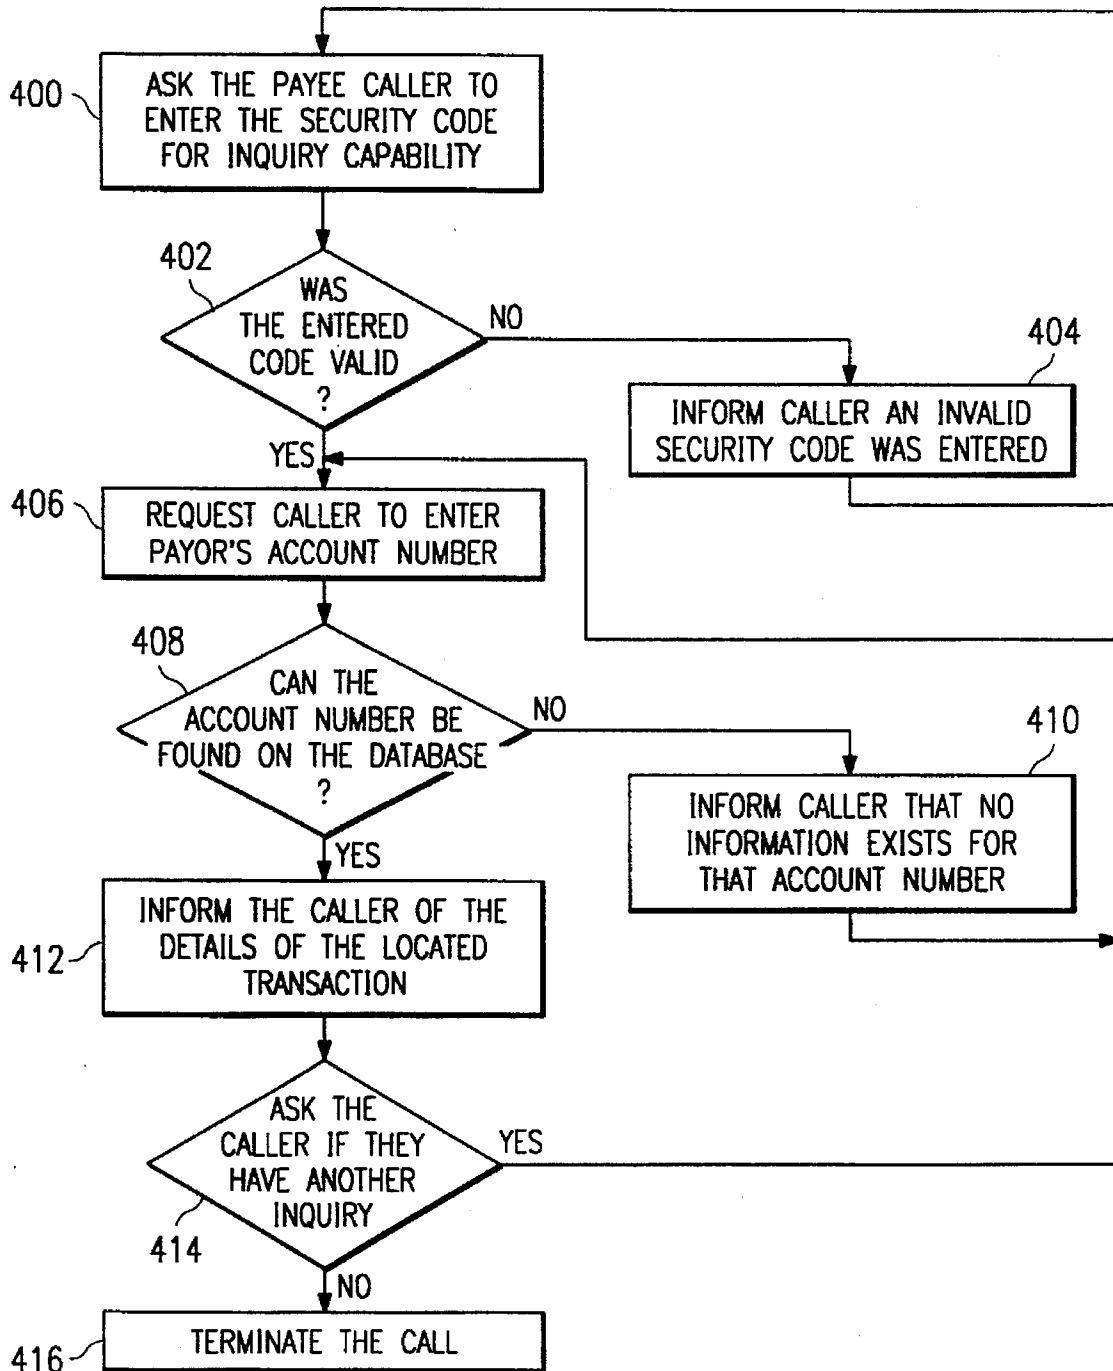 400
ASK THE PAYEE CALLER TO
ENTER THE SECURITY CODE
FOR INQUIRY CAPABILITY
402
WAS
THE ENTERED
CODE VALID
?
NO
404
INFORM CALLER AN INVALID
SECURITY CODE WAS ENTERED
YES
406
REQUEST CALLER TO ENTER
PAYOR'S ACCOUNT NUMBER
408
CAN THE
ACCOUNT NUMBER BE
FOUND ON THE DATABASE
?
NO
410
INFORM CALLER THAT NO
INFORMATION EXISTS FOR
THAT ACCOUNT NUMBER
YES
412
INFORM THE CALLER OF THE
DETAILS OF THE LOCATED
TRANSACTION
ASK THE
CALLER IF THEY
HAVE ANOTHER
INQUIRY
YES
414
NO
416
TERMINATE THE CALL